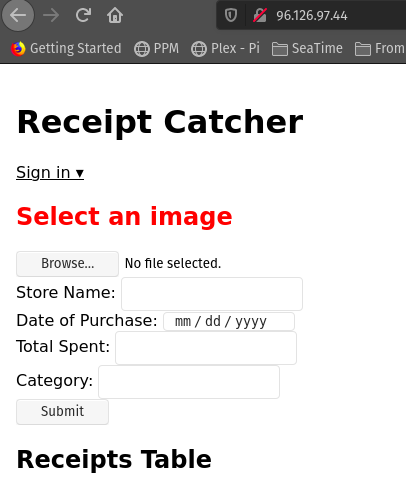 96.126.97.44
Getting Started PPM Plex - Pi SeaTime From
Receipt Catcher
Sign in ▾
Select an image
Browse... No file selected.
Store Name:
Date of Purchase: mm / dd / yyyy
Total Spent:
Category:
Submit
Receipts Table